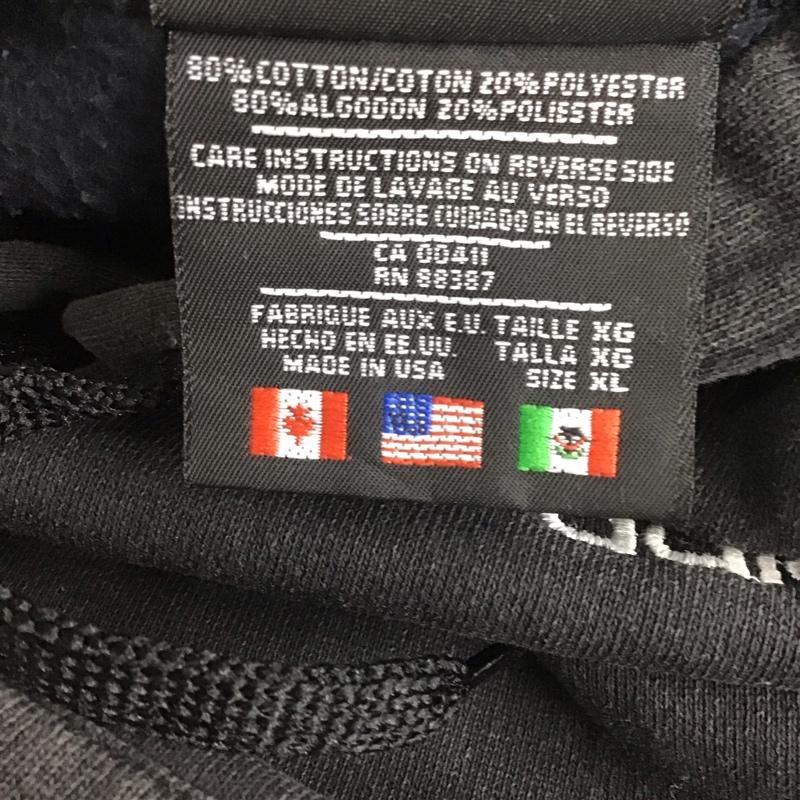 80% COTTON/COTON 20% POLYESTER
80% ALGODON 20% POLIESTER
CARE INSTRUCTIONS ON REVERSE SIDE
MODE DE LAVAGE AU VERSO
INSTRUCCIONES SOBRE CUIDADO EN EL REVERSO
CA 00411
RN 88387
FABRIQUE AUX E.U. TAILLE XG
HECHO EN EE.UU. TALLA XG
MADE IN USA SIZE XL